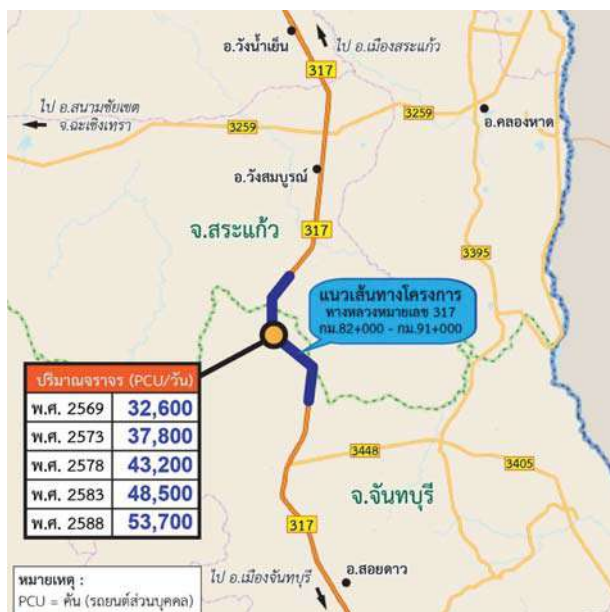 อ.วังน้ำเย็น
ไป อ.เมืองสระแก้ว
317
ไป อ.สนามชัยเขต
จ.ฉะเชิงเทรา
3259
3259
อ.คลองหาด
อ.วังสมบูรณ์
จ.สระแก้ว
317
3395
แนวเส้นทางโครงการ
ทางหลวงหมายเลข 317
กม.82+000 - กม.91+000
ปริมาณจราจร (PCU/วัน)
พ.ศ. 2569 32,600
พ.ศ. 2573 37,800
พ.ศ. 2578 43,200
พ.ศ. 2583 48,500
พ.ศ. 2588 53,700
3448
3405
จ.จันทบุรี
317
ไป อ.เมืองจันทบุรี
อ.สอยดาว
หมายเหตุ :
PCU = คัน (รถยนต์ส่วนบุคคล)